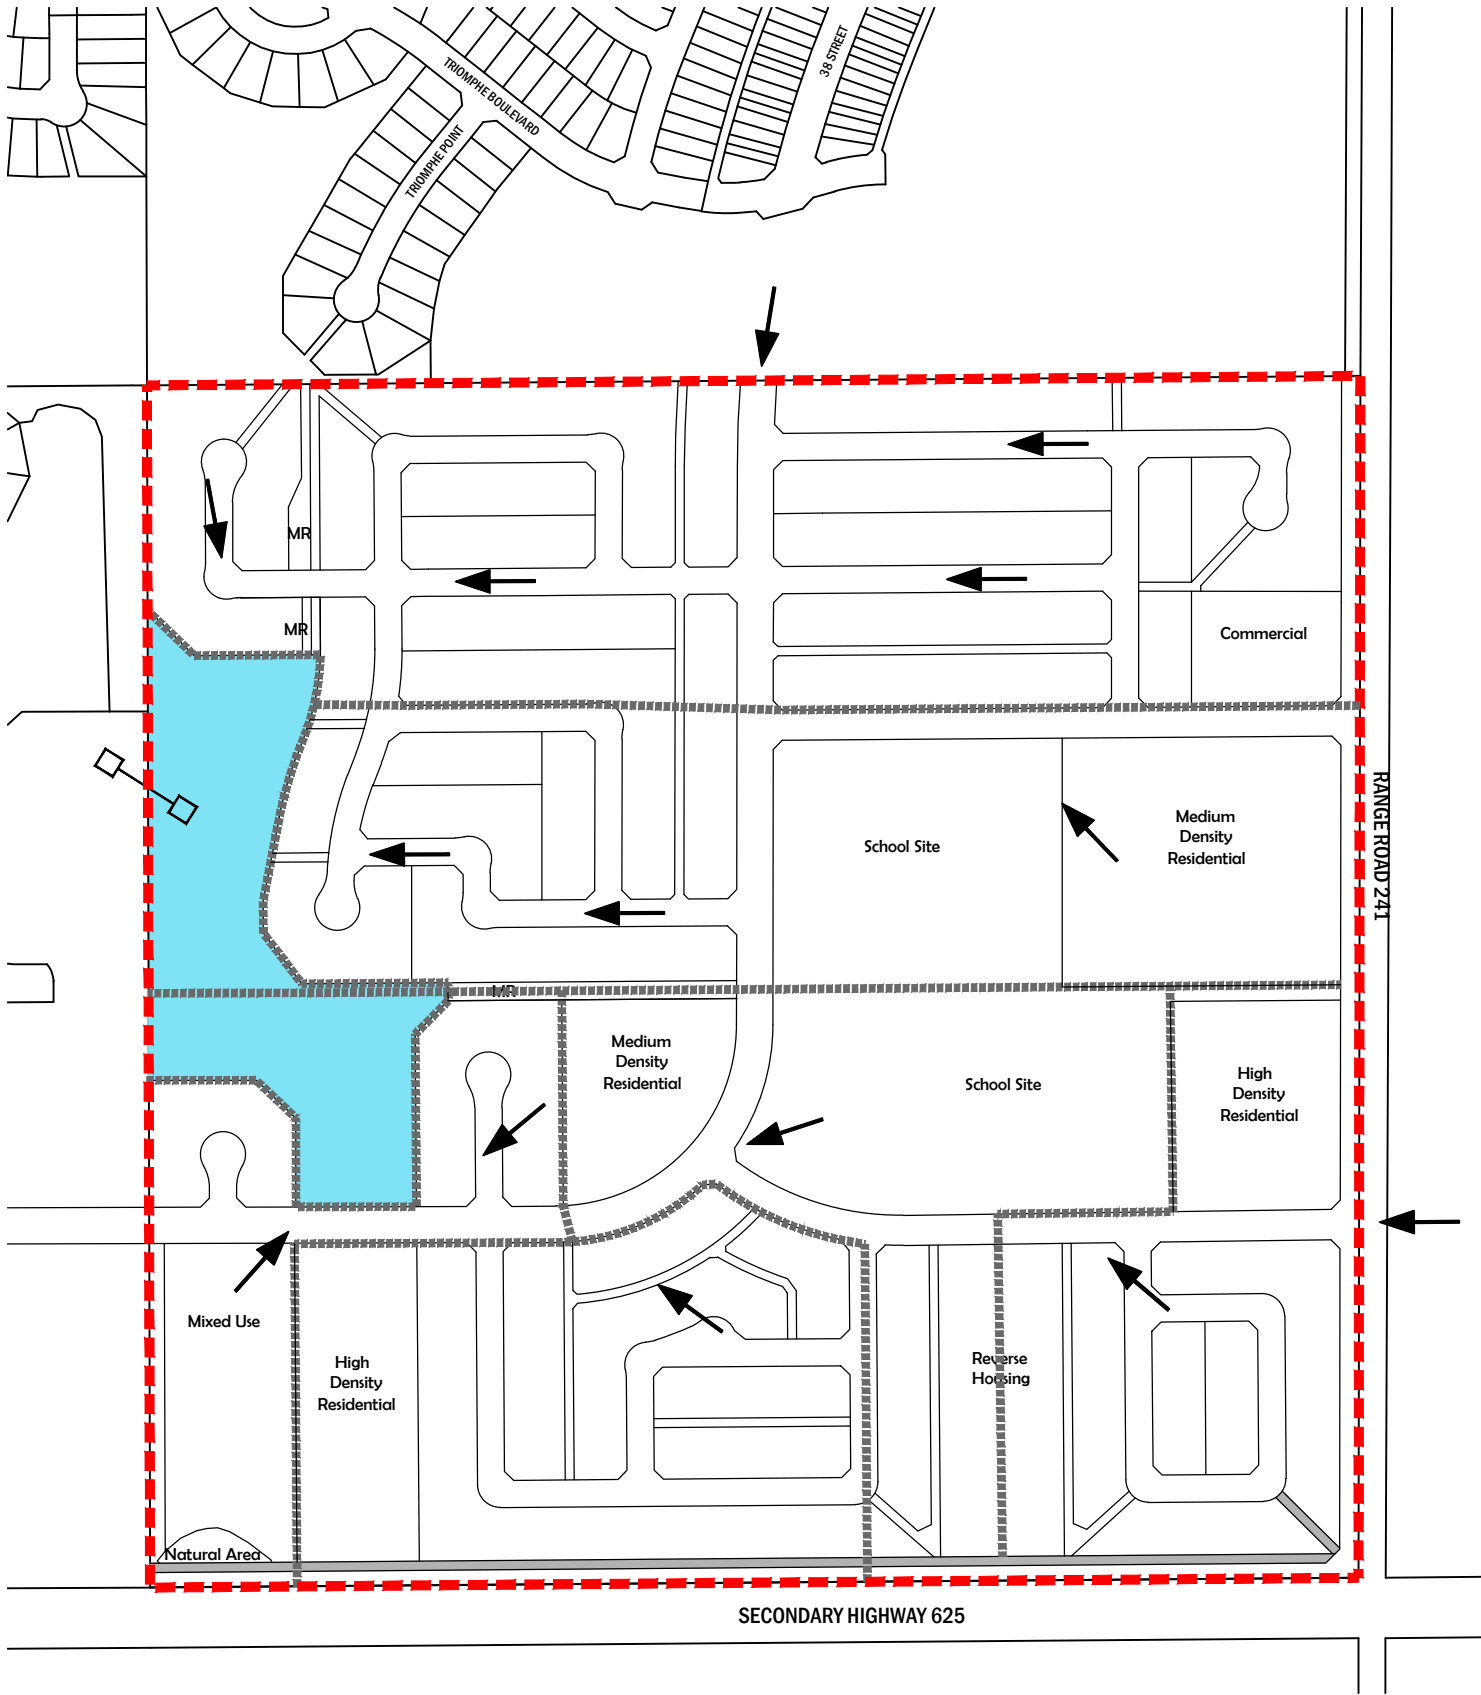 38 STREET
TRIOMPHE BOULEVARD
TRIOMPHE POINT
MR
MR
Commercial
RANGE ROAD 241
School Site
Medium
Density
Residential
MR
Medium
Density
Residential
School Site
High
Density
Residential
Mixed Use
High
Density
Residential
Reverse
Housing
Natural Area
SECONDARY HIGHWAY 625